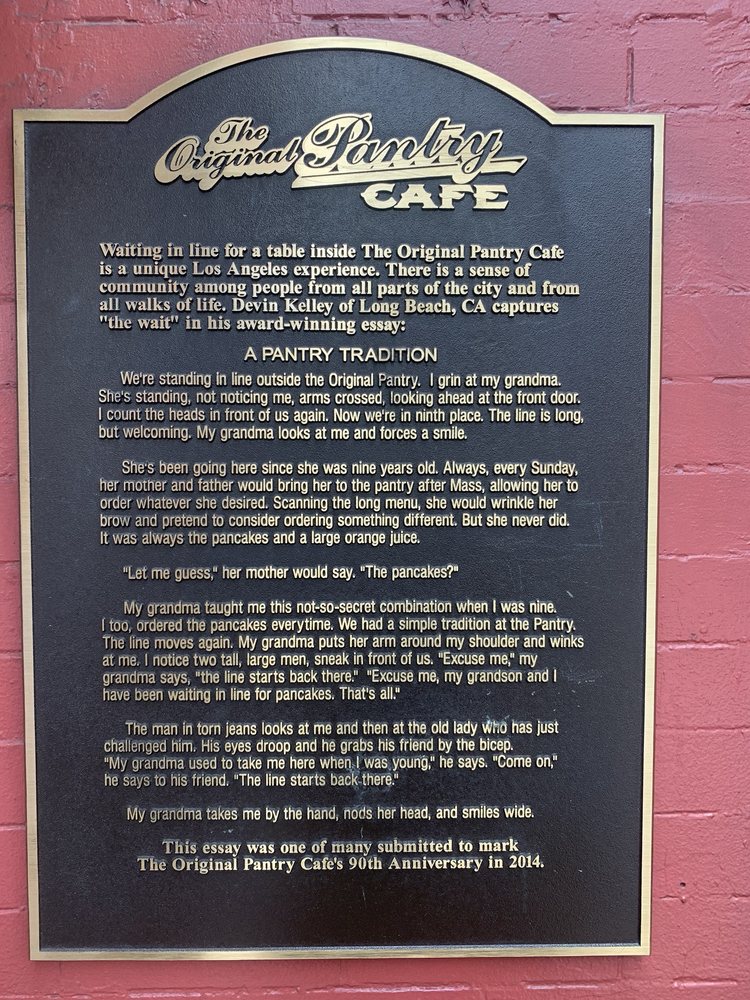 The
Original Pantry
CAFE
Waiting in line for a table inside The Original Pantry Cafe
is a unique Los Angeles experience. There is a sense of
community among people from all parts of the city and from
all walks of life. Devin Kelley of Long Beach, CA captures
"the wait" in his award-winning essay:
A PANTRY TRADITION
We're standing in line outside the Original Pantry. I grin at my grandma.
She's standing, not noticing me, arms crossed, looking ahead at the front door.
I count the heads in front of us again. Now we're in ninth place. The line is long,
but welcoming. My grandma looks at me and forces a smile.
She's been going here since she was nine years old. Always, every Sunday,
her mother and father would bring her to the pantry after Mass, allowing her to
order whatever she desired. Scanning the long menu, she would wrinkle her
brow and pretend to consider ordering something different. But she never did.
It was always the pancakes and a large orange juice.
"Let me guess," her mother would say. "The pancakes?"
My grandma taught me this not-so-secret combination when I was nine.
I too, ordered the pancakes everytime. We had a simple tradition at the Pantry.
The line moves again. My grandma puts her arm around my shoulder and winks
at me. I notice two tall, large men, sneak in front of us. "Excuse me," my
grandma says, "the line starts back there." "Excuse me, my grandson and I
have been waiting in line for pancakes. That's all."
The man in torn jeans looks at me and then at the old lady who has just
challenged him. His eyes droop and he grabs his friend by the bicep.
"My grandma used to take me here when I was young," he says. "Come on,"
he says to his friend. "The line starts back there."
My grandma takes me by the hand, nods her head, and smiles wide.
This essay was one of many submitted to mark
The Original Pantry Cafe's 90th Anniversary in 2014.